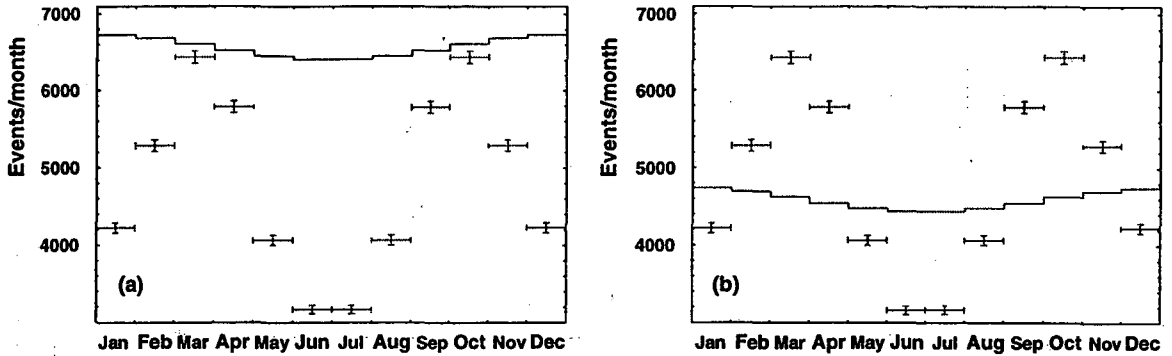 7000
6000
5000
4000
Events/month
(a)
Jan Feb Mar Apr May Jun Jul Aug Sep Oct Nov Dec
7000
6000
5000
4000
Events/month
(b)
Jan Feb Mar Apr May Jun Jul Aug Sep Oct Nov Dec